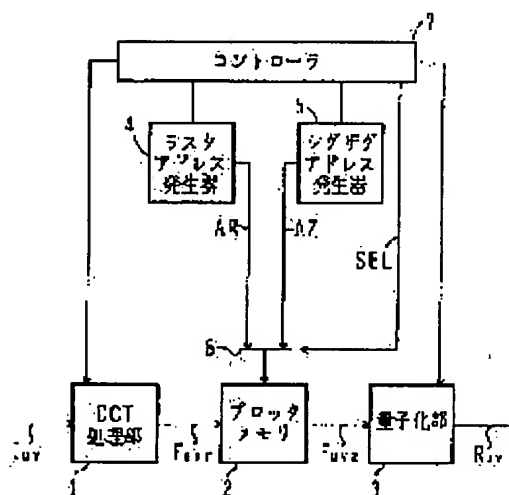 7
コントローラ
4
ラスタ
アドレス
発生器
5
ジグザグ
アドレス
発生器
AR
AZ
SEL
6
DCT
処理部
ブロック
メモリ
量子化部
1
2
3